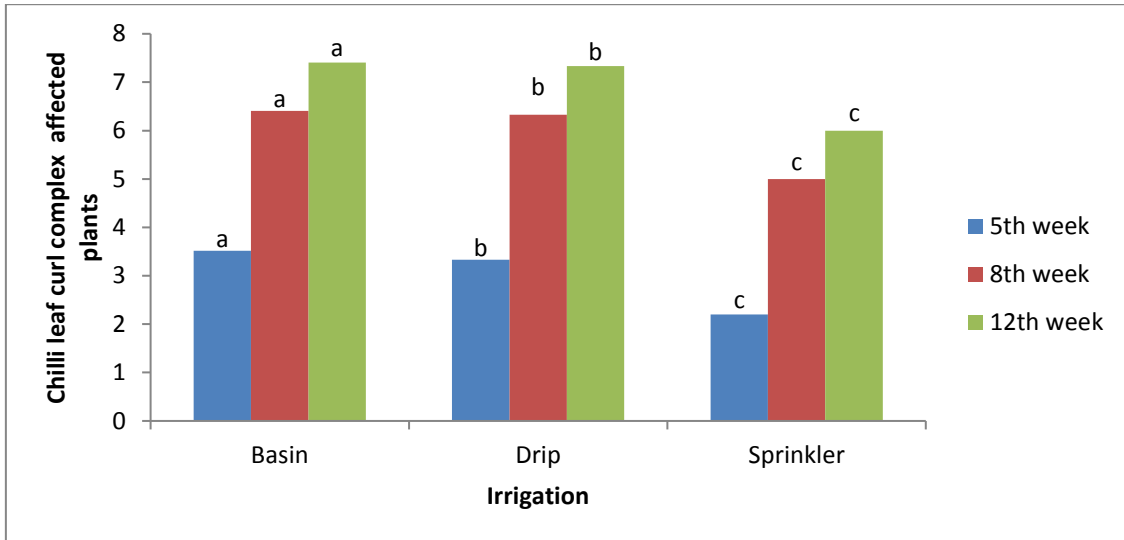 Chilli leaf curl complex affected
plants
8
7
6
5
4
3
2
1
0
a
a
a
b
b
b
c
c
c
Basin
Drip
Sprinkler
Irrigation
5th week
8th week
12th week